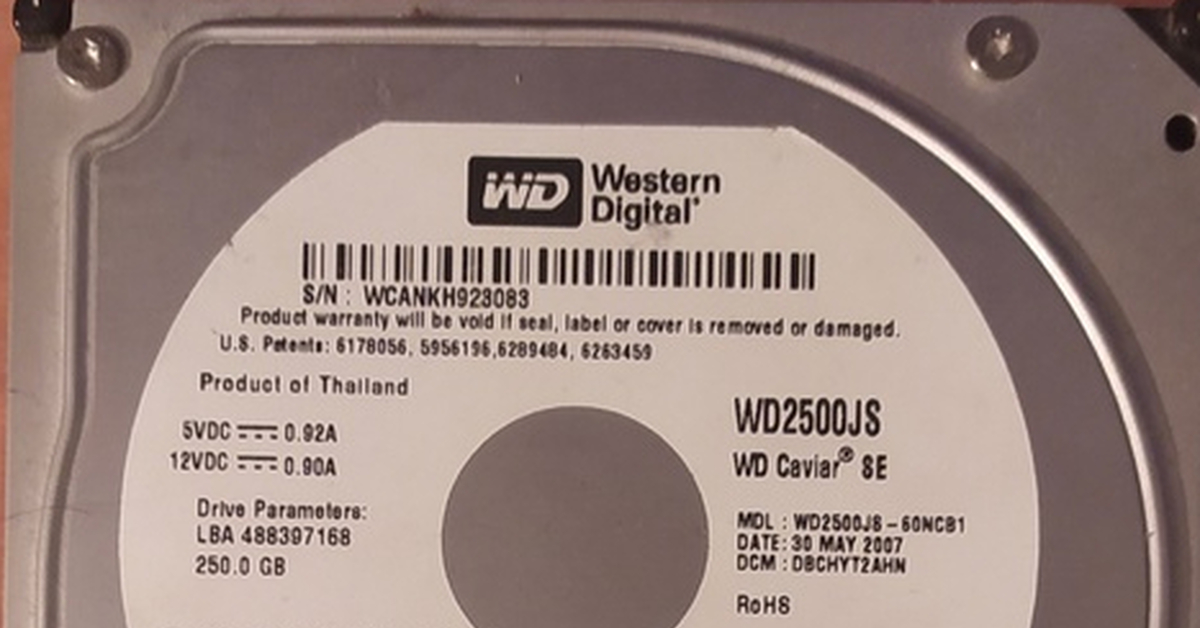 WD Western Digital
S/N : WCANKH923083
Product warranty will be void if seal, label or cover is removed or damaged.
U.S. Patents: 6178056, 5956196,6289484, 6263459
Product of Thailand
5VDC 0.92A
12VDC 0.90A
Drive Parameters:
LBA 488397168
250.0 GB
WD2500JS
WD Caviar® SE
MDL : WD2500JS-60NCB1
DATE: 30 MAY 2007
DCM : DBCHYT2AHN
RoHS